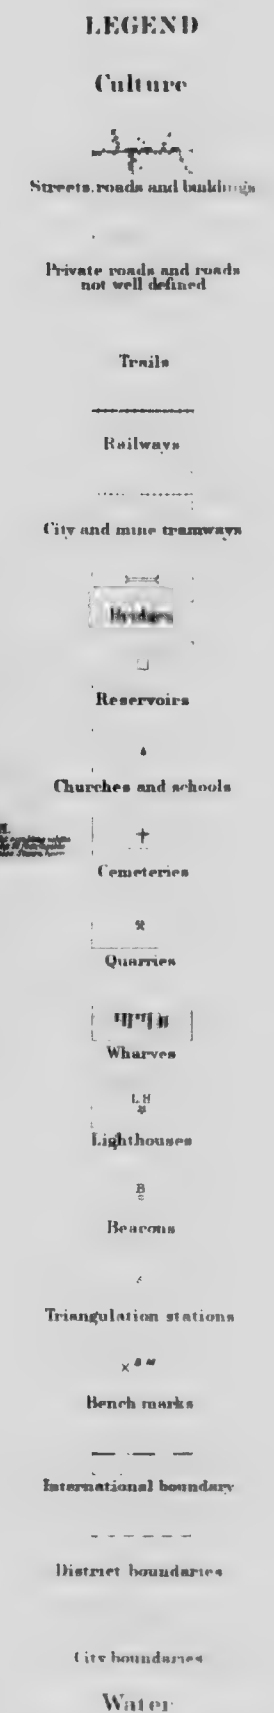 LEGEND
Culture
Streets, roads and buildings
Private roads and roads
not well defined
Trails
Railways
City and mine tramways
Bridges
Reservoirs
Churches and schools
Cemeteries
Quarries
Wharves
L H
Lighthouses
B
Beacons
Triangulation stations
B M
Bench marks
International boundary
District boundaries
City boundaries
Water